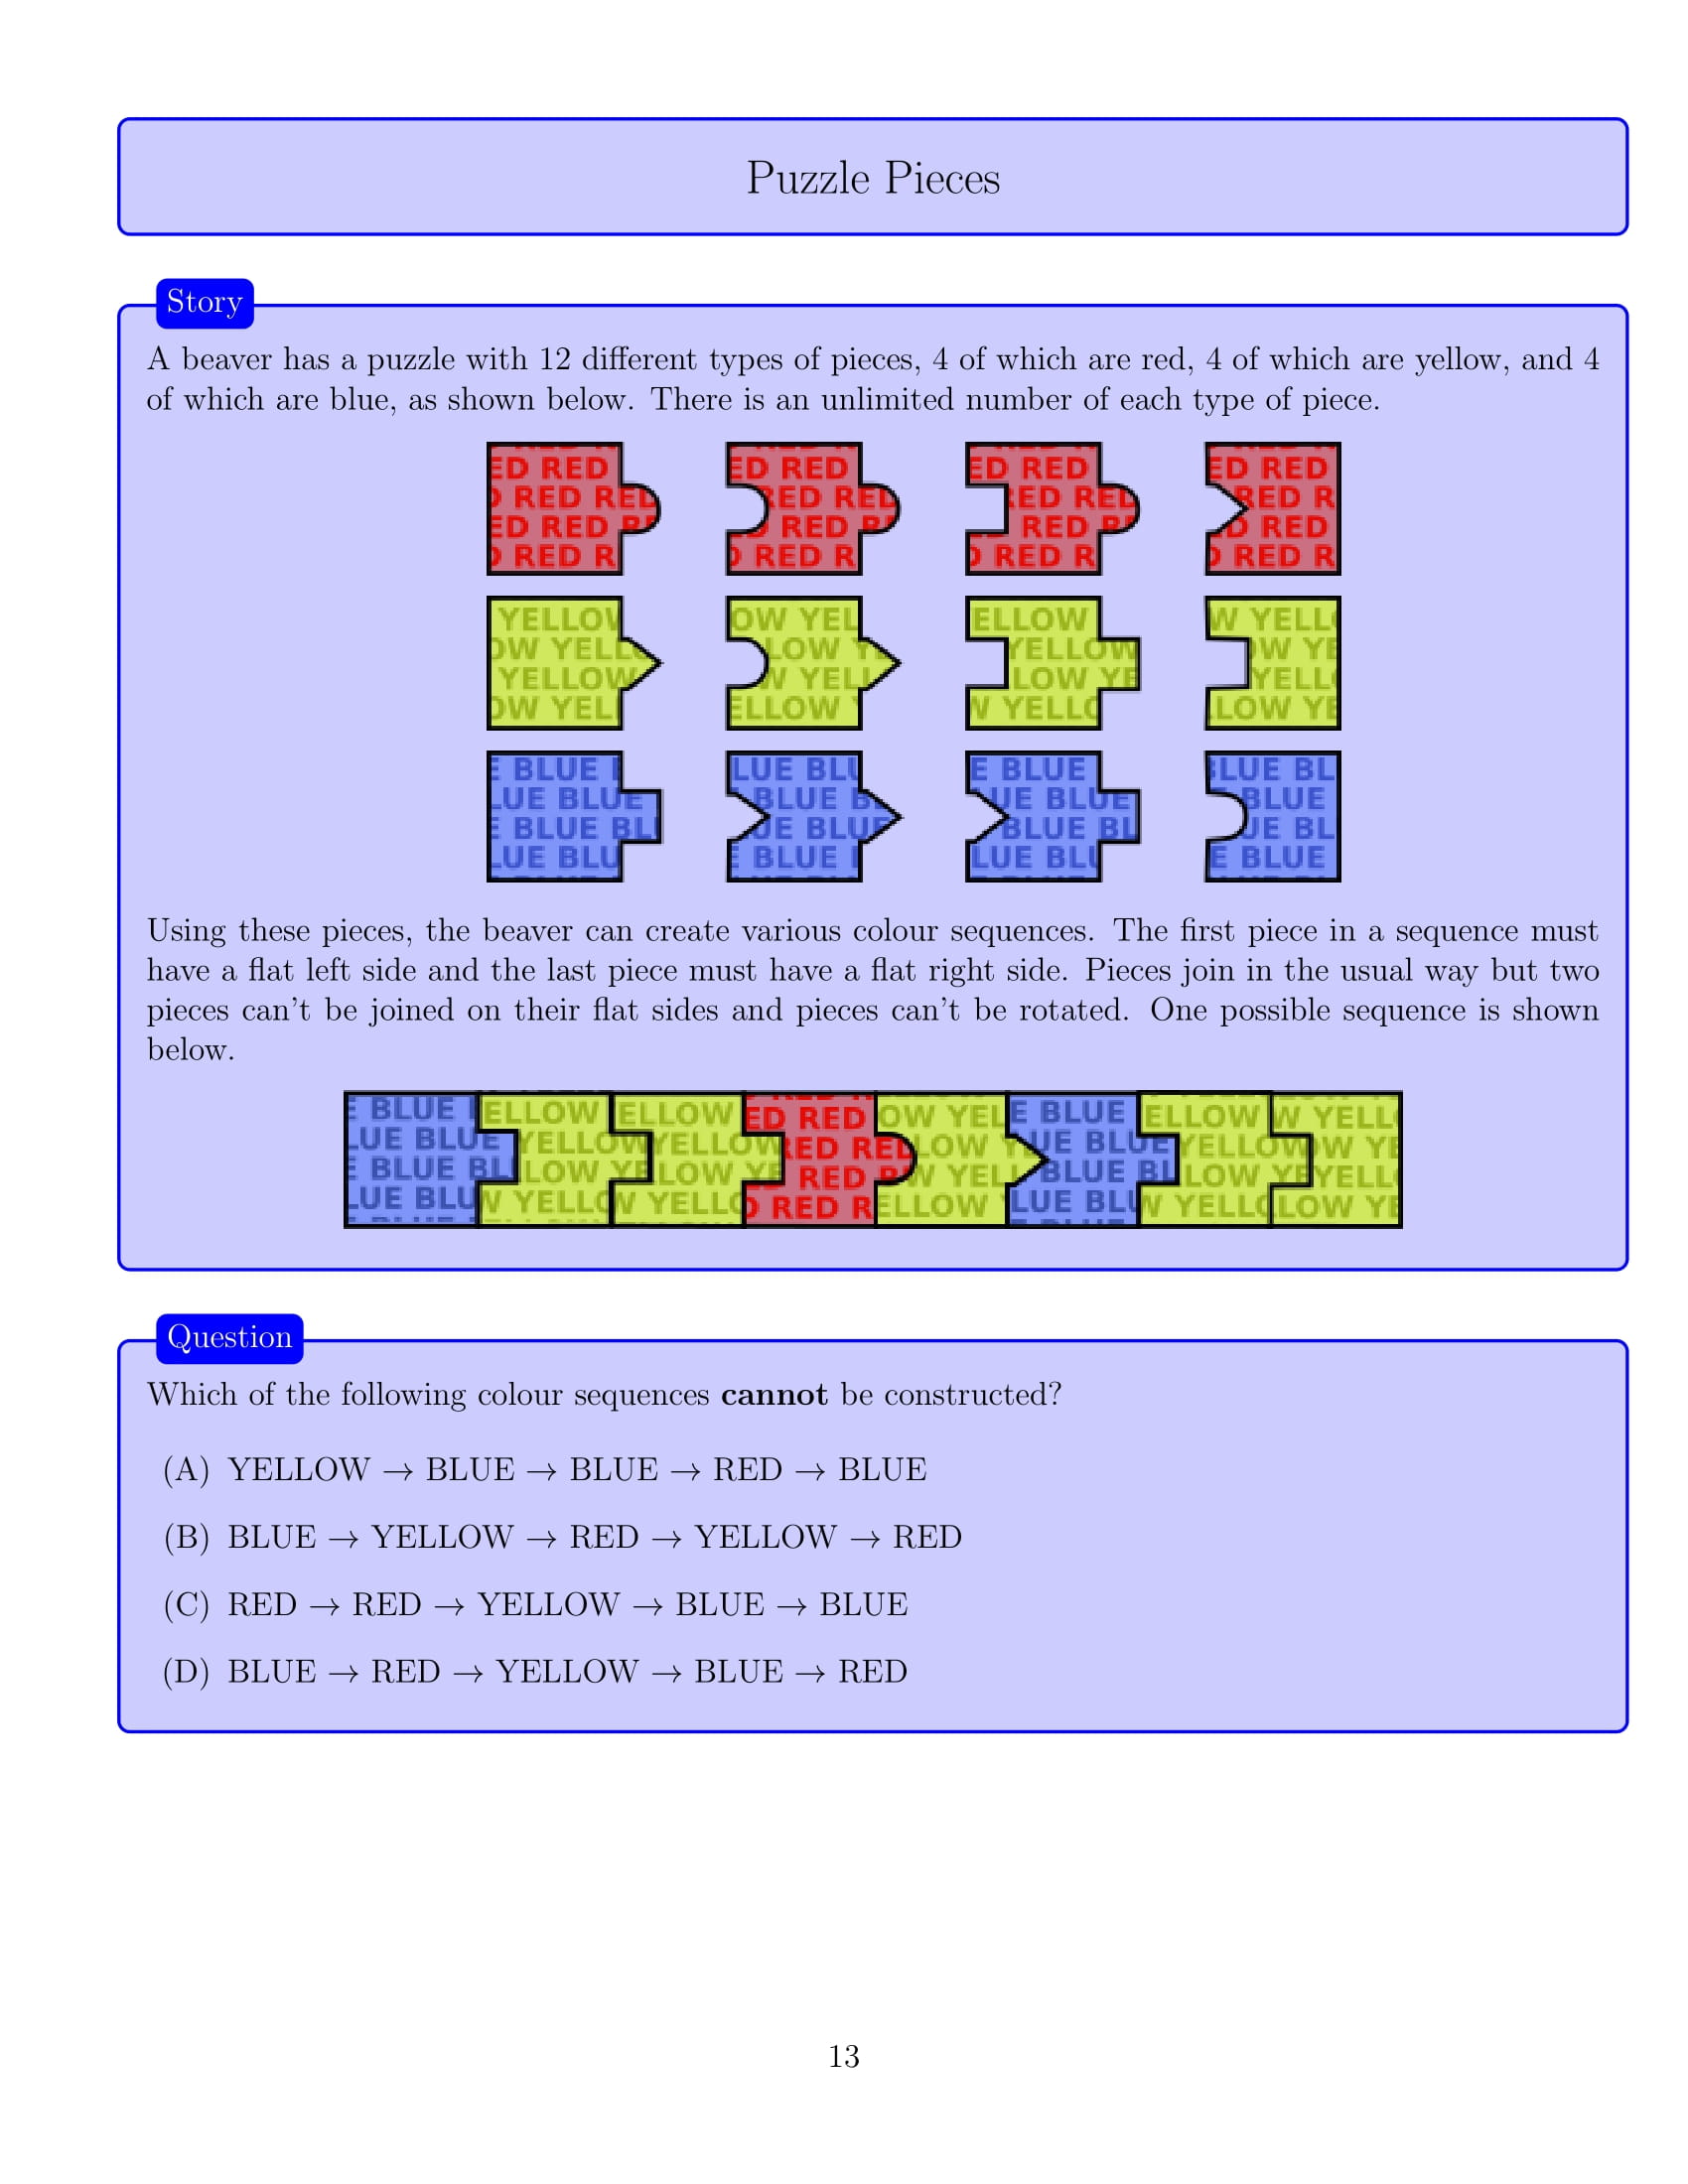 Puzzle Pieces
Story
A beaver has a puzzle with 12 different types of pieces, 4 of which are red, 4 of which are yellow, and 4
of which are blue, as shown below. There is an unlimited number of each type of piece.
Using these pieces, the beaver can create various colour sequences. The first piece in a sequence must
have a flat left side and the last piece must have a flat right side. Pieces join in the usual way but two
pieces can't be joined on their flat sides and pieces can't be rotated. One possible sequence is shown
below.
Question
Which of the following colour sequences cannot be constructed?
(A) YELLOW → BLUE → BLUE → RED → BLUE
(B) BLUE → YELLOW → RED → YELLOW → RED
(C) RED → RED → YELLOW → BLUE → BLUE
(D) BLUE → RED → YELLOW → BLUE → RED
13